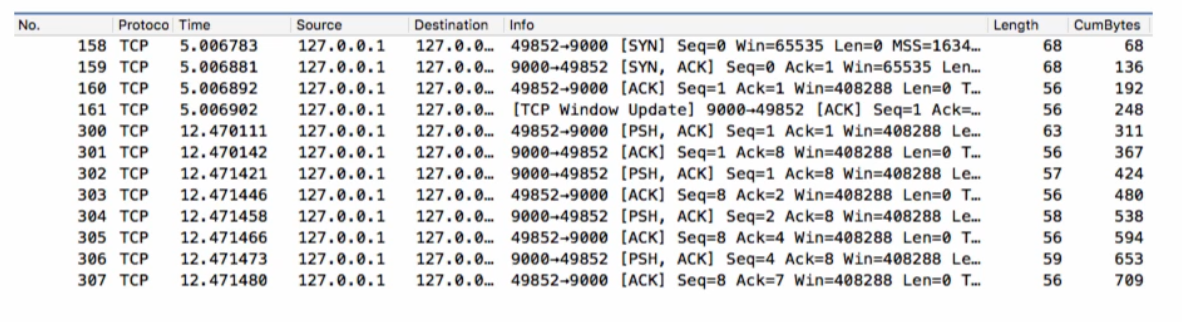 No. Protoco Time Source Destination Info Length CumBytes
158 TCP 5.006783 127.0.0.1 127.0.0… 49852→9000 [SYN] Seq=0 Win=65535 Len=0 MSS=1634… 68 68
159 TCP 5.006881 127.0.0.1 127.0.0… 9000→49852 [SYN, ACK] Seq=0 Ack=1 Win=65535 Len… 68 136
160 TCP 5.006892 127.0.0.1 127.0.0… 49852→9000 [ACK] Seq=1 Ack=1 Win=408288 Len=0 T… 56 192
161 TCP 5.006902 127.0.0.1 127.0.0… [TCP Window Update] 9000→49852 [ACK] Seq=1 Ack=… 56 248
300 TCP 12.470111 127.0.0.1 127.0.0… 49852→9000 [PSH, ACK] Seq=1 Ack=1 Win=408288 Le… 63 311
301 TCP 12.470142 127.0.0.1 127.0.0… 9000→49852 [ACK] Seq=1 Ack=8 Win=408288 Len=0 T… 56 367
302 TCP 12.471421 127.0.0.1 127.0.0… 9000→49852 [PSH, ACK] Seq=1 Ack=8 Win=408288 Le… 57 424
303 TCP 12.471446 127.0.0.1 127.0.0… 49852→9000 [ACK] Seq=8 Ack=2 Win=408288 Len=0 T… 56 480
304 TCP 12.471458 127.0.0.1 127.0.0… 9000→49852 [PSH, ACK] Seq=2 Ack=8 Win=408288 Le… 58 538
305 TCP 12.471466 127.0.0.1 127.0.0… 49852→9000 [ACK] Seq=8 Ack=4 Win=408288 Len=0 T… 56 594
306 TCP 12.471473 127.0.0.1 127.0.0… 9000→49852 [PSH, ACK] Seq=4 Ack=8 Win=408288 Le… 59 653
307 TCP 12.471480 127.0.0.1 127.0.0… 49852→9000 [ACK] Seq=8 Ack=7 Win=408288 Len=0 T… 56 709